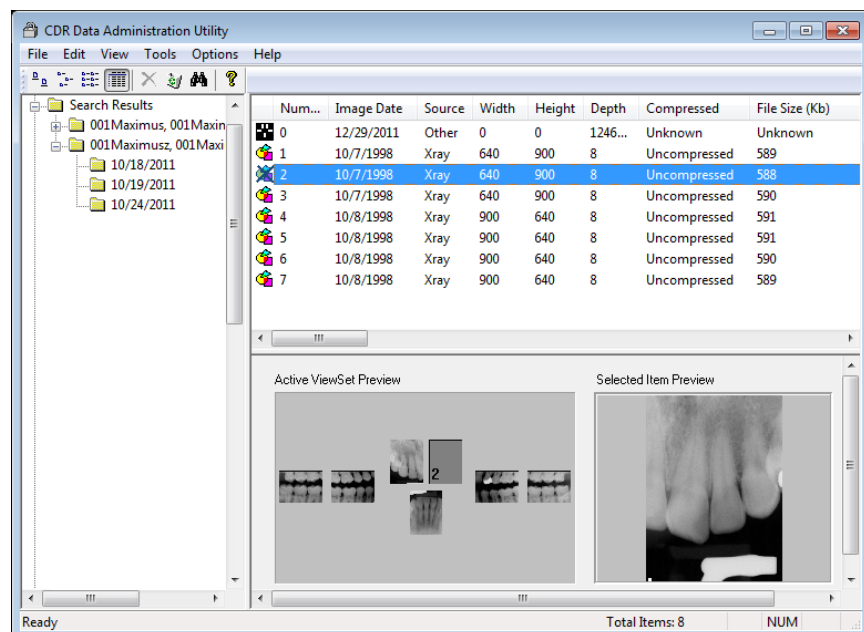 CDR Data Administration Utility
File Edit View Tools Options Help
Search Results
001Maximus, 001Maxin
001Maximusz, 001Maxi
10/18/2011
10/19/2011
10/24/2011
Num... Image Date Source Width Height Depth Compressed File Size (Kb)
0 12/29/2011 Other 0 0 1246... Unknown Unknown
1 10/7/1998 Xray 640 900 8 Uncompressed 589
2 10/7/1998 Xray 640 900 8 Uncompressed 588
3 10/7/1998 Xray 640 900 8 Uncompressed 590
4 10/8/1998 Xray 900 640 8 Uncompressed 591
5 10/8/1998 Xray 900 640 8 Uncompressed 591
6 10/8/1998 Xray 900 640 8 Uncompressed 590
7 10/8/1998 Xray 900 640 8 Uncompressed 589
Active ViewSet Preview
Selected Item Preview
2
Ready
Total Items: 8
NUM